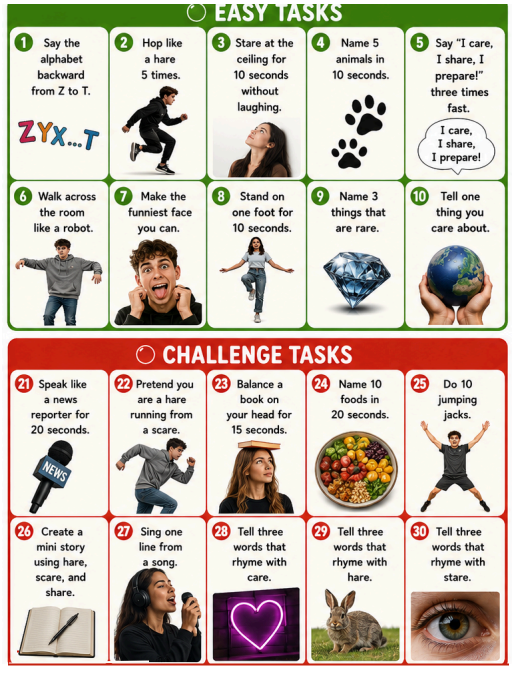 EASY TASKS
1 Say the
alphabet
backward
from Z to T.
ZYX...T
2 Hop like
a hare
5 times.
3 Stare at the
ceiling for
10 seconds
without
laughing.
4 Name 5
animals in
10 seconds.
5 Say "I care,
I share, I
prepare!"
three times
fast.
I care,
I share,
I prepare!
6 Walk across
the room
like a robot.
7 Make the
funniest face
you can.
8 Stand on
one foot for
10 seconds.
9 Name 3
things that
are rare.
10 Tell one
thing you
care about.
CHALLENGE TASKS
21 Speak like
a news
reporter for
20 seconds.
NEWS
22 Pretend you
are a hare
running from
a scare.
23 Balance a
book on
your head for
15 seconds.
24 Name 10
foods in
20 seconds.
25 Do 10
jumping
jacks.
26 Create a
mini story
using hare,
scare, and
share.
27 Sing one
line from
a song.
28 Tell three
words that
rhyme with
care.
29 Tell three
words that
rhyme with
hare.
30 Tell three
words that
rhyme with
stare.